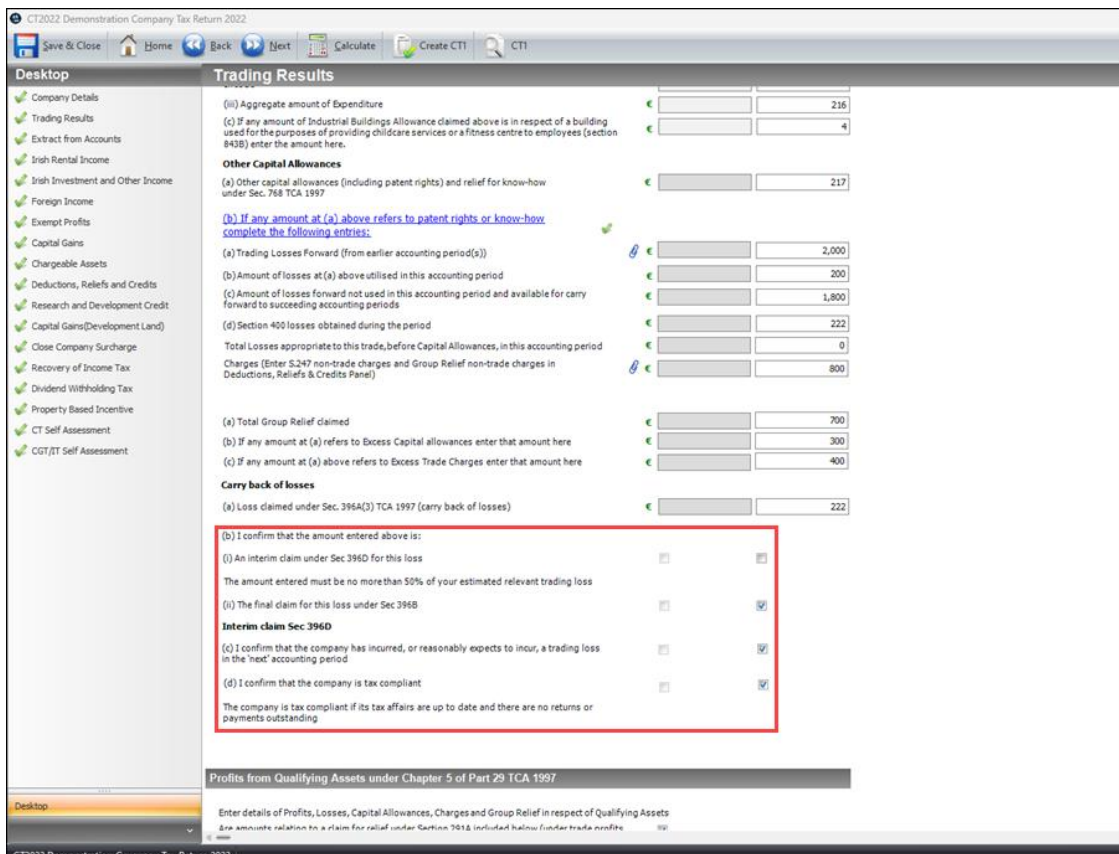 CT2022 Demonstration Company Tax Return 2022
Save & Close Home Back Next Calculate Create CT1 CT1
Desktop
Company Details
Trading Results
Extract from Accounts
Irish Rental Income
Irish Investment and Other Income
Foreign Income
Exempt Profits
Capital Gains
Chargeable Assets
Deductions, Reliefs and Credits
Research and Development Credit
Capital Gains(Development Land)
Close Company Surcharge
Recovery of Income Tax
Dividend Withholding Tax
Property Based Incentive
CT Self Assessment
CGT/IT Self Assessment
Desktop
Trading Results
(iii) Aggregate amount of Expenditure € 216
(c) If any amount of Industrial Buildings Allowance claimed above is in respect of a building
used for the purposes of providing childcare services or a fitness centre to employees (section
843B) enter the amount here. € 4
Other Capital Allowances
(a) Other capital allowances (including patent rights) and relief for know-how
under Sec. 768 TCA 1997 € 217
(b) If any amount at (a) above refers to patent rights or know-how
complete the following entries:
(a) Trading Losses Forward (from earlier accounting period(s)) € 2,000
(b) Amount of losses at (a) above utilised in this accounting period € 200
(c) Amount of losses forward not used in this accounting period and available for carry
forward to succeeding accounting periods € 1,800
(d) Section 400 losses obtained during the period € 222
Total Losses appropriate to this trade, before Capital Allowances, in this accounting period € 0
Charges (Enter S.247 non-trade charges and Group Relief non-trade charges in
Deductions, Reliefs & Credits Panel) € 800
(a) Total Group Relief claimed € 700
(b) If any amount at (a) refers to Excess Capital allowances enter that amount here € 300
(c) If any amount at (a) above refers to Excess Trade Charges enter that amount here € 400
Carry back of losses
(a) Loss claimed under Sec. 396A(3) TCA 1997 (carry back of losses) € 222
(b) I confirm that the amount entered above is:
(i) An interim claim under Sec 396D for this loss
The amount entered must be no more than 50% of your estimated relevant trading loss
(ii) The final claim for this loss under Sec 396B
Interim claim Sec 396D
(c) I confirm that the company has incurred, or reasonably expects to incur, a trading loss
in the 'next' accounting period
(d) I confirm that the company is tax compliant
The company is tax compliant if its tax affairs are up to date and there are no returns or
payments outstanding
Profits from Qualifying Assets under Chapter 5 of Part 29 TCA 1997
Enter details of Profits, Losses, Capital Allowances, Charges and Group Relief in respect of Qualifying Assets
Are amounts relating to a claim for relief under Section 291A included below (under trade profits
CT2022 Demonstration Company Tax Return 2022